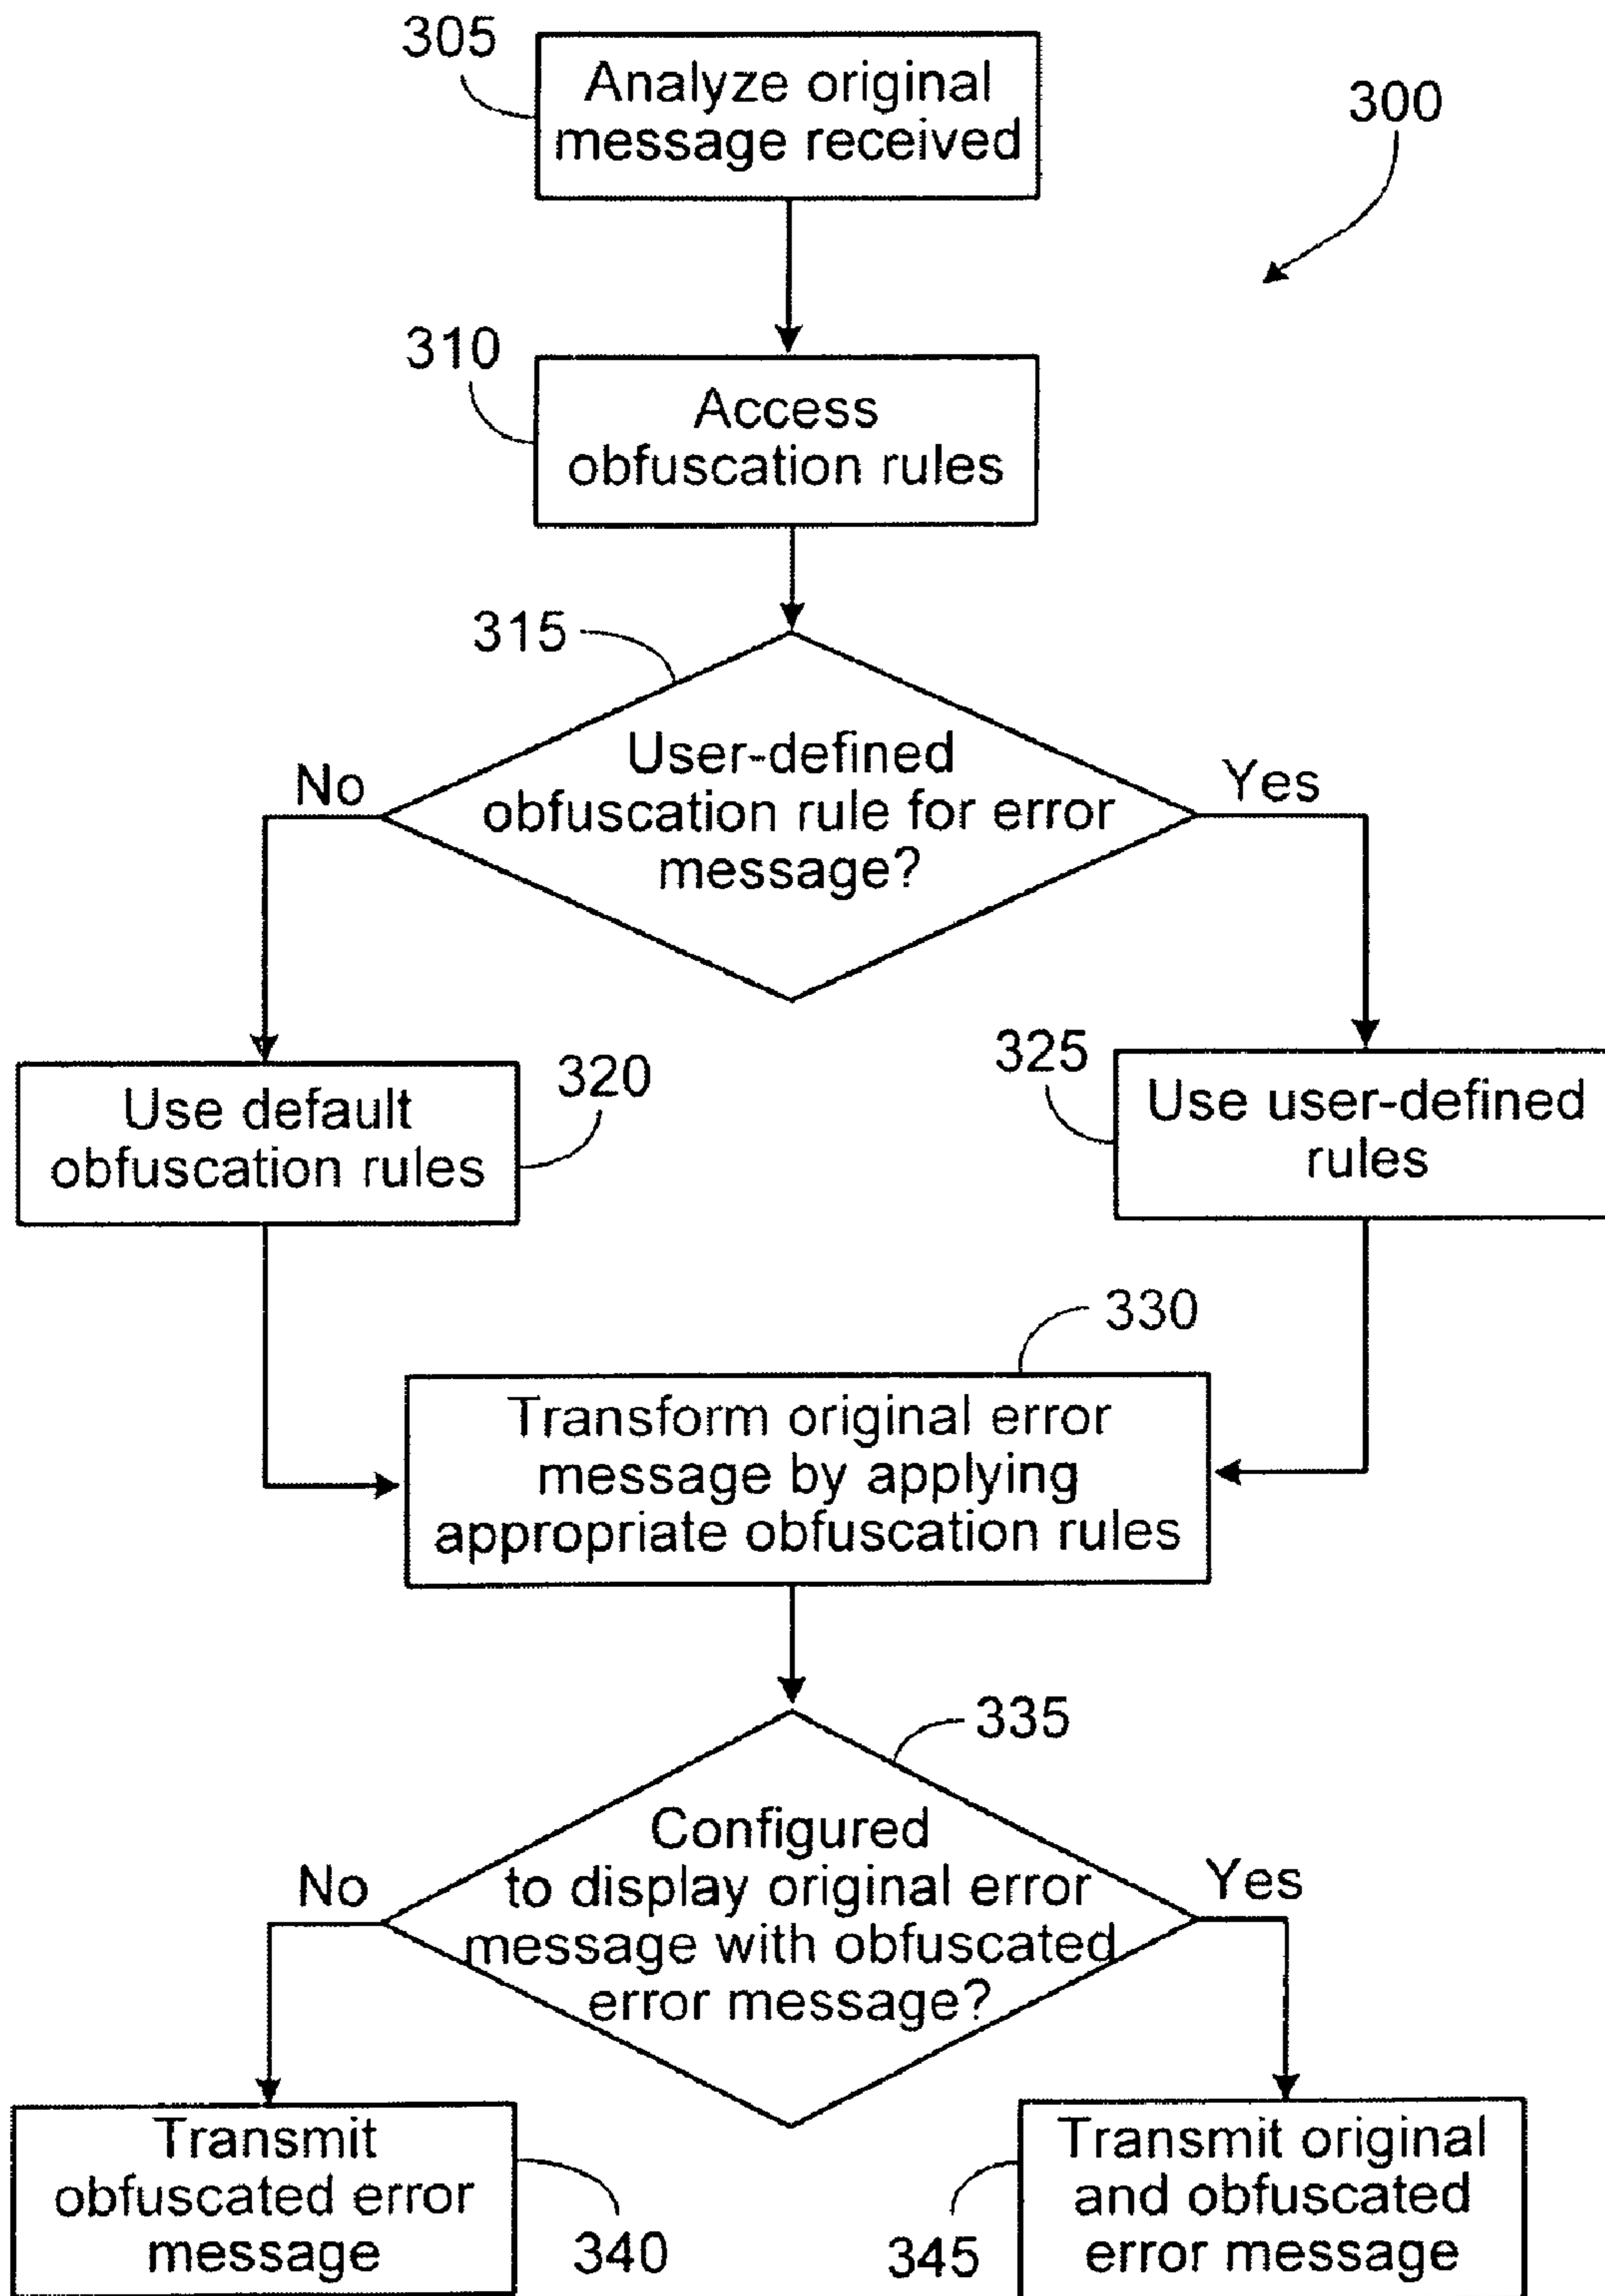 305
Analyze original
message received
300
310
Access
obfuscation rules
315
User-defined
obfuscation rule for error
message?
No
Yes
Use default
obfuscation rules
320
325
Use user-defined
rules
330
Transform original error
message by applying
appropriate obfuscation rules
335
Configured
to display original error
message with obfuscated
error message?
No
Yes
Transmit
obfuscated error
message
340
345
Transmit original
and obfuscated
error message